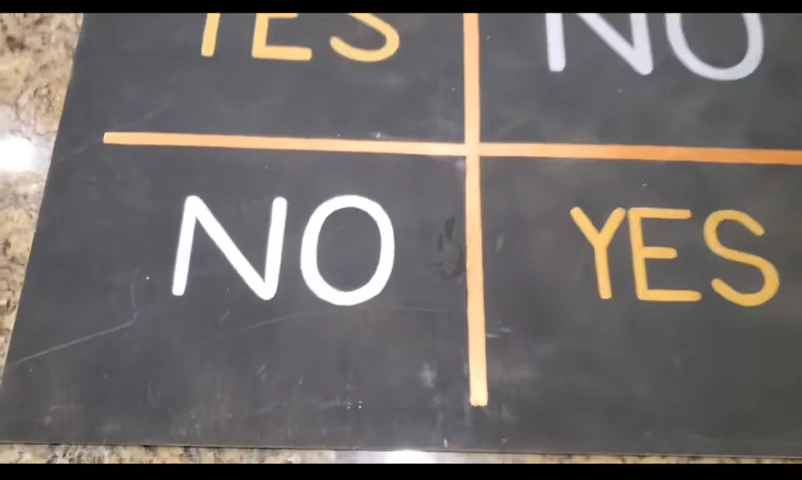 YES NO
NO YES